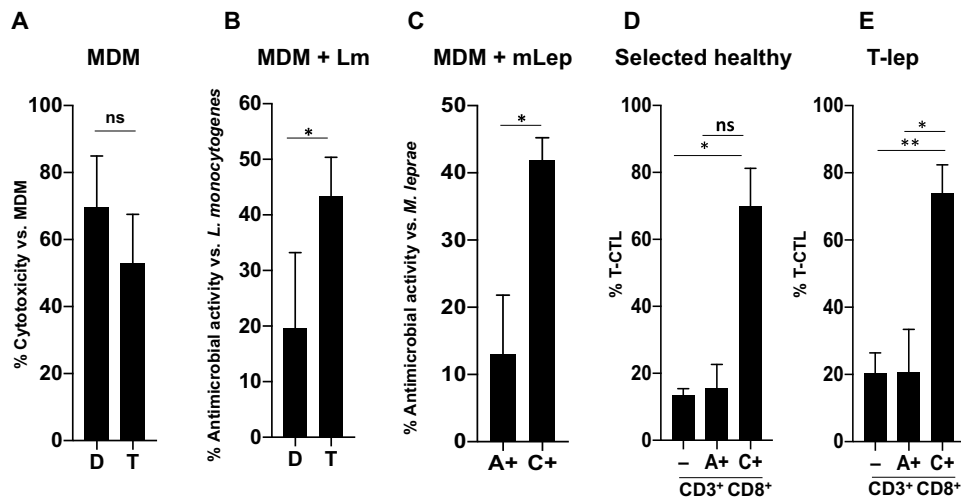 A
MDM
% Cytotoxicity vs. MDM
100
80
60
40
20
0
ns
D T
B
MDM + Lm
% Antimicrobial activity vs. L. monocytogenes
60
50
40
30
20
10
0
*
D T
C
MDM + mLep
% Antimicrobial activity vs. M. leprae
50
40
30
20
10
0
*
A+ C+
D
Selected healthy
% T-CTL
100
80
60
40
20
0
ns
*
– A+ C+
CD3+ CD8+
E
T-lep
% T-CTL
100
80
60
40
20
0
*
**
– A+ C+
CD3+ CD8+